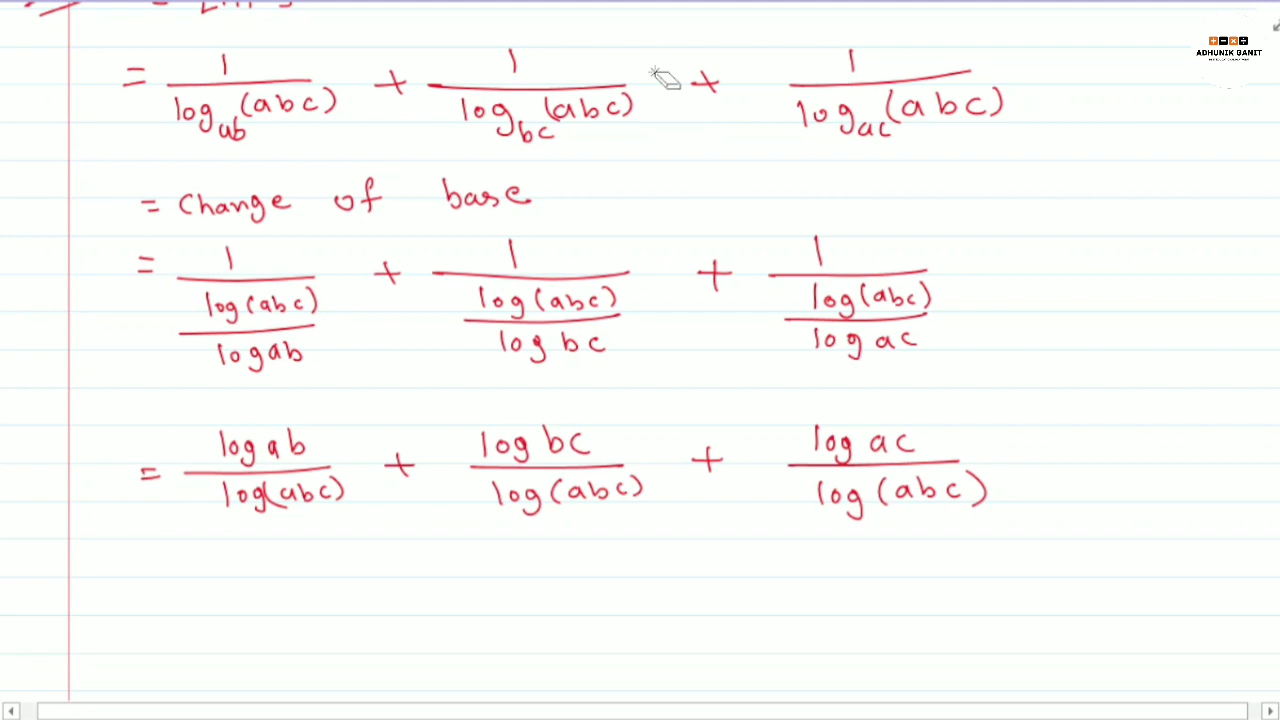 ADHUNIK GANIT
= 1/log_ab(abc) + 1/log_bc(abc) + 1/log_ac(abc)
= Change of base
= 1/(log(abc)/log ab) + 1/(log(abc)/log bc) + 1/(log(abc)/log ac)
= log ab/log(abc) + log bc/log(abc) + log ac/log(abc)